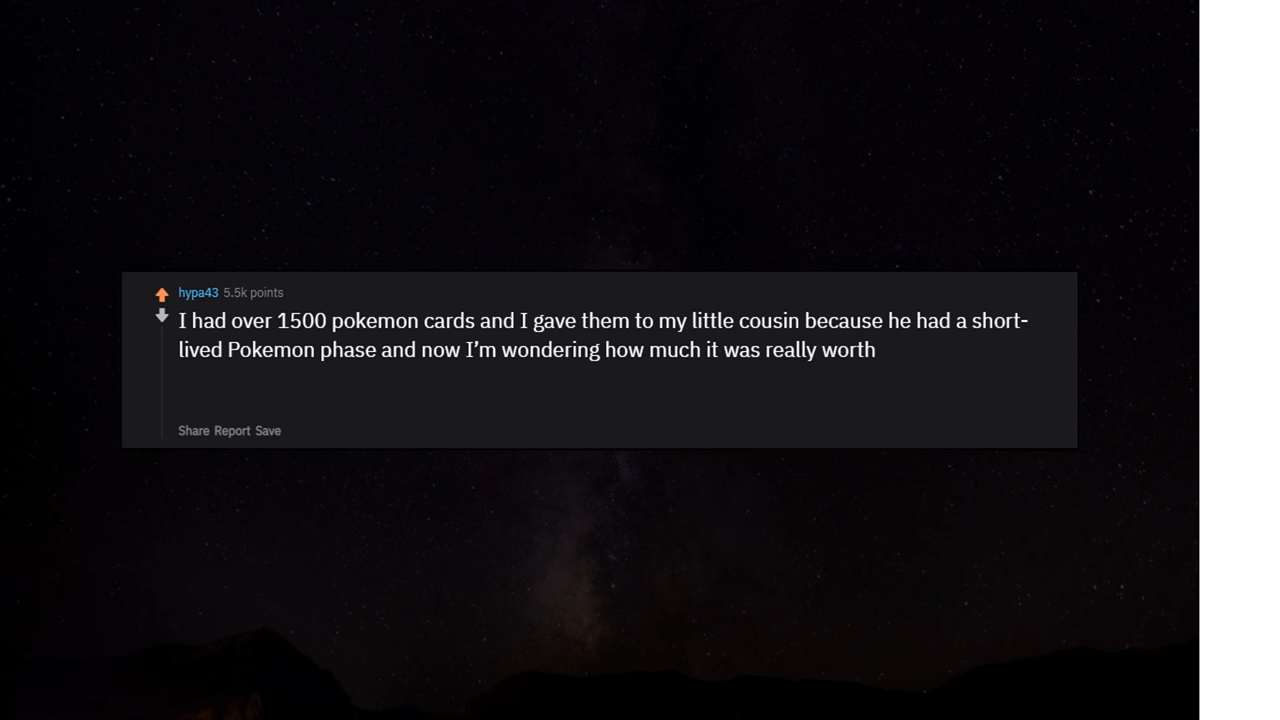 hypa43 5.5k points
I had over 1500 pokemon cards and I gave them to my little cousin because he had a short-
lived Pokemon phase and now I’m wondering how much it was really worth
Share Report Save